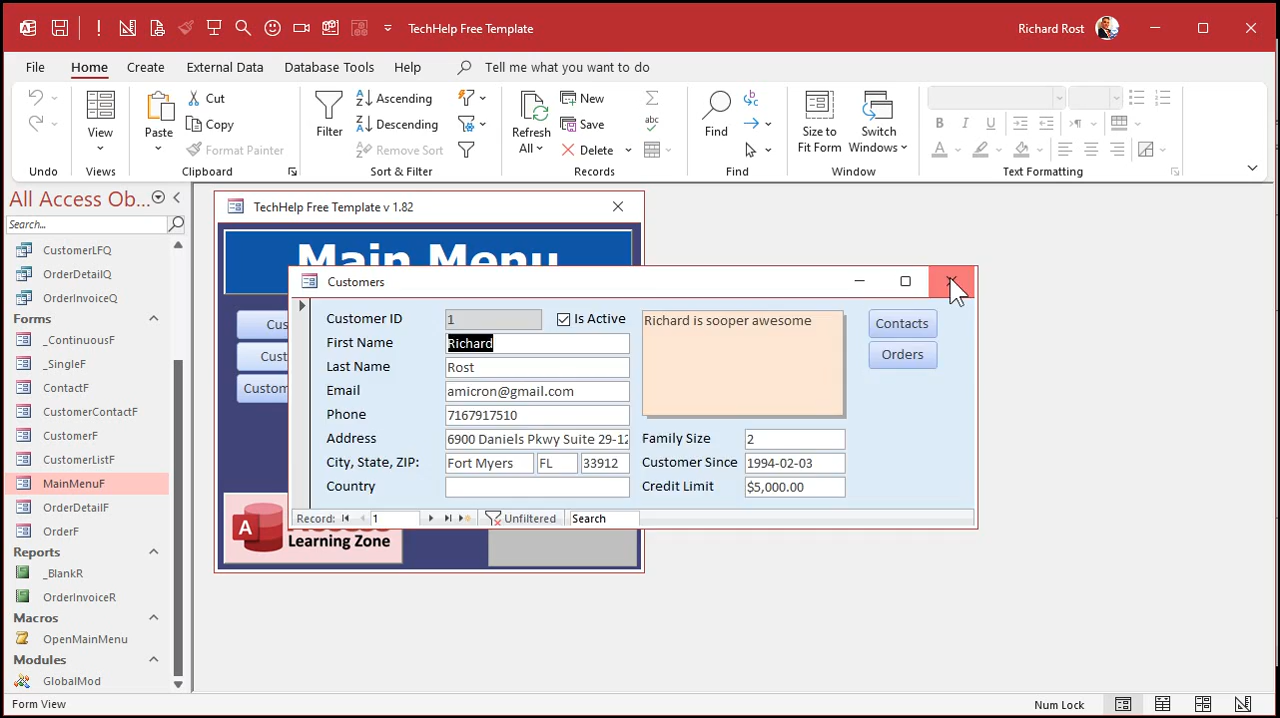 TechHelp Free Template
Richard Rost
File Home Create External Data Database Tools Help Tell me what you want to do
Undo
View
Views
Paste
Cut
Copy
Format Painter
Clipboard
Filter
Ascending
Descending
Remove Sort
Sort & Filter
Refresh
All
New
Save
Delete
Records
Find
Find
Size to
Fit Form
Switch
Windows
Window
Text Formatting
All Access Ob...
Search...
CustomerLFQ
OrderDetailQ
OrderInvoiceQ
Forms
_ContinuousF
_SingleF
ContactF
CustomerContactF
CustomerF
CustomerListF
MainMenuF
OrderDetailF
OrderF
Reports
_BlankR
OrderInvoiceR
Macros
OpenMainMenu
Modules
GlobalMod
TechHelp Free Template v 1.82
Main Menu
Cus
Cust
Custom
A
Learning Zone
Customers
Customer ID 1 Is Active
First Name Richard
Last Name Rost
Email amicron@gmail.com
Phone 7167917510
Address 6900 Daniels Pkwy Suite 29-12
City, State, ZIP: Fort Myers FL 33912
Country
Richard is sooper awesome
Family Size 2
Customer Since 1994-02-03
Credit Limit $5,000.00
Contacts
Orders
Record: 1 Unfiltered Search
Form View
Num Lock